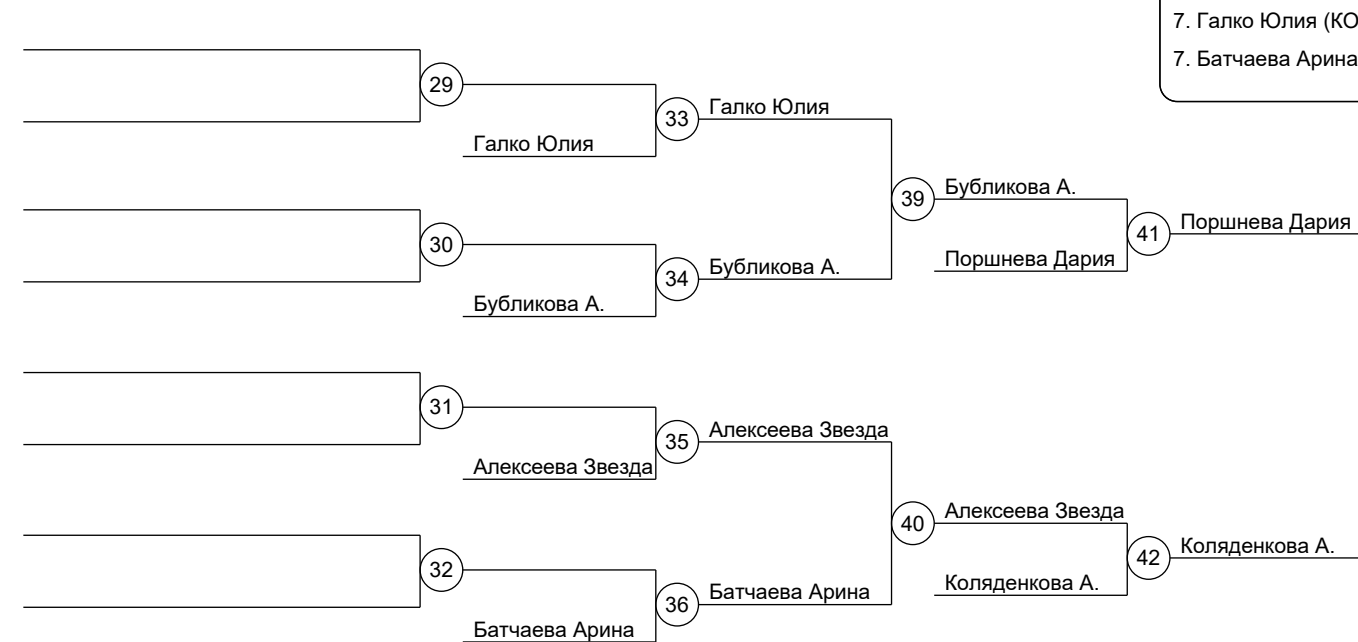 7. Галко Юлия (КО
7. Батчаева Арина
29
33
Галко Юлия
Галко Юлия
39
Бубликова А.
41
Поршнева Дария
30
34
Бубликова А.
Поршнева Дария
Бубликова А.
31
35
Алексеева Звезда
Алексеева Звезда
40
Алексеева Звезда
42
Коляденкова А.
32
36
Батчаева Арина
Коляденкова А.
Батчаева Арина